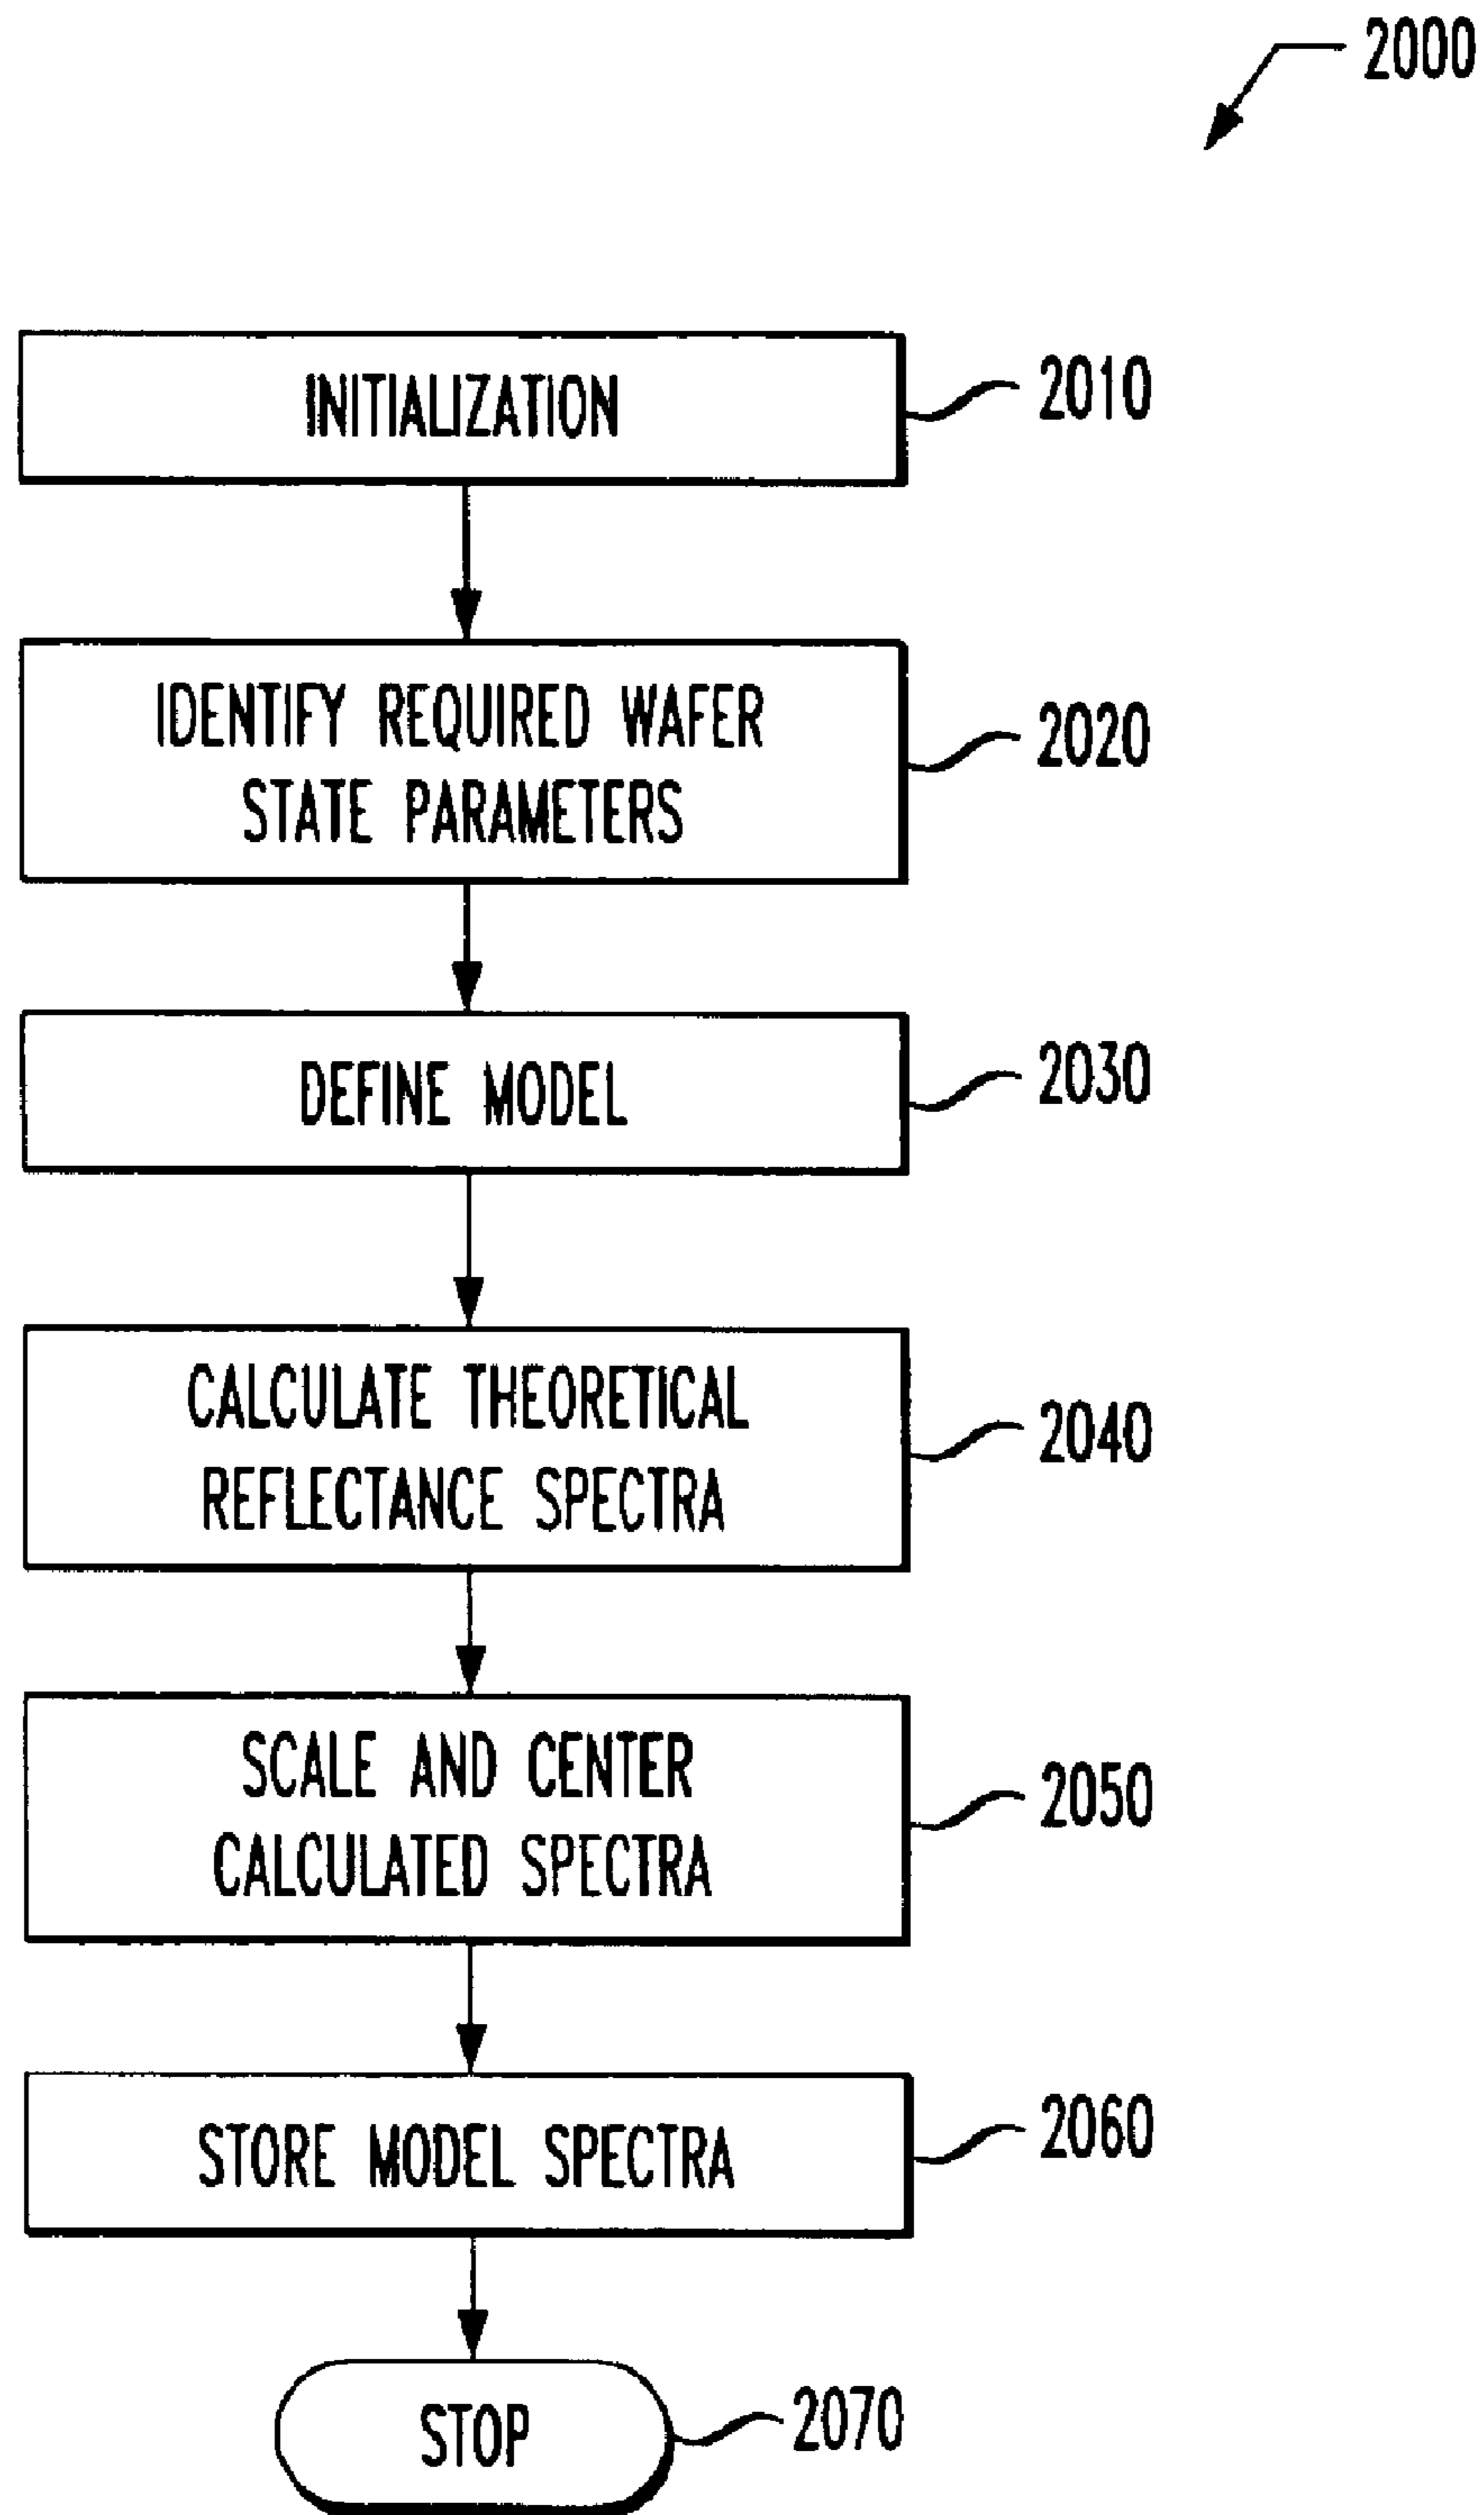 2000
INITIALIZATION
2010
IDENTIFY REQUIRED WAFER
STATE PARAMETERS
2020
DEFINE MODEL
2030
CALCULATE THEORETICAL
REFLECTANCE SPECTRA
2040
SCALE AND CENTER
CALCULATED SPECTRA
2050
STORE MODEL SPECTRA
2060
STOP
2070